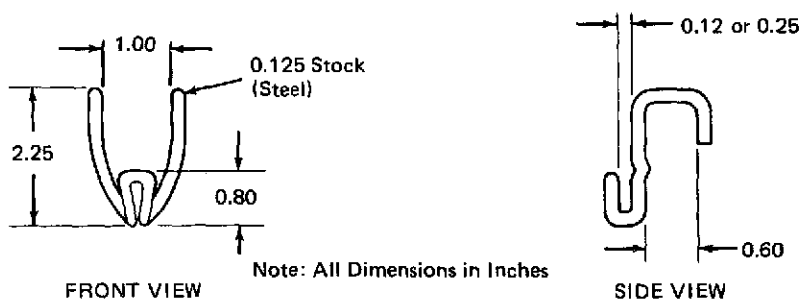 1.00
0.125 Stock
(Steel)
2.25
0.80
FRONT VIEW
Note: All Dimensions in Inches
0.12 or 0.25
0.60
SIDE VIEW